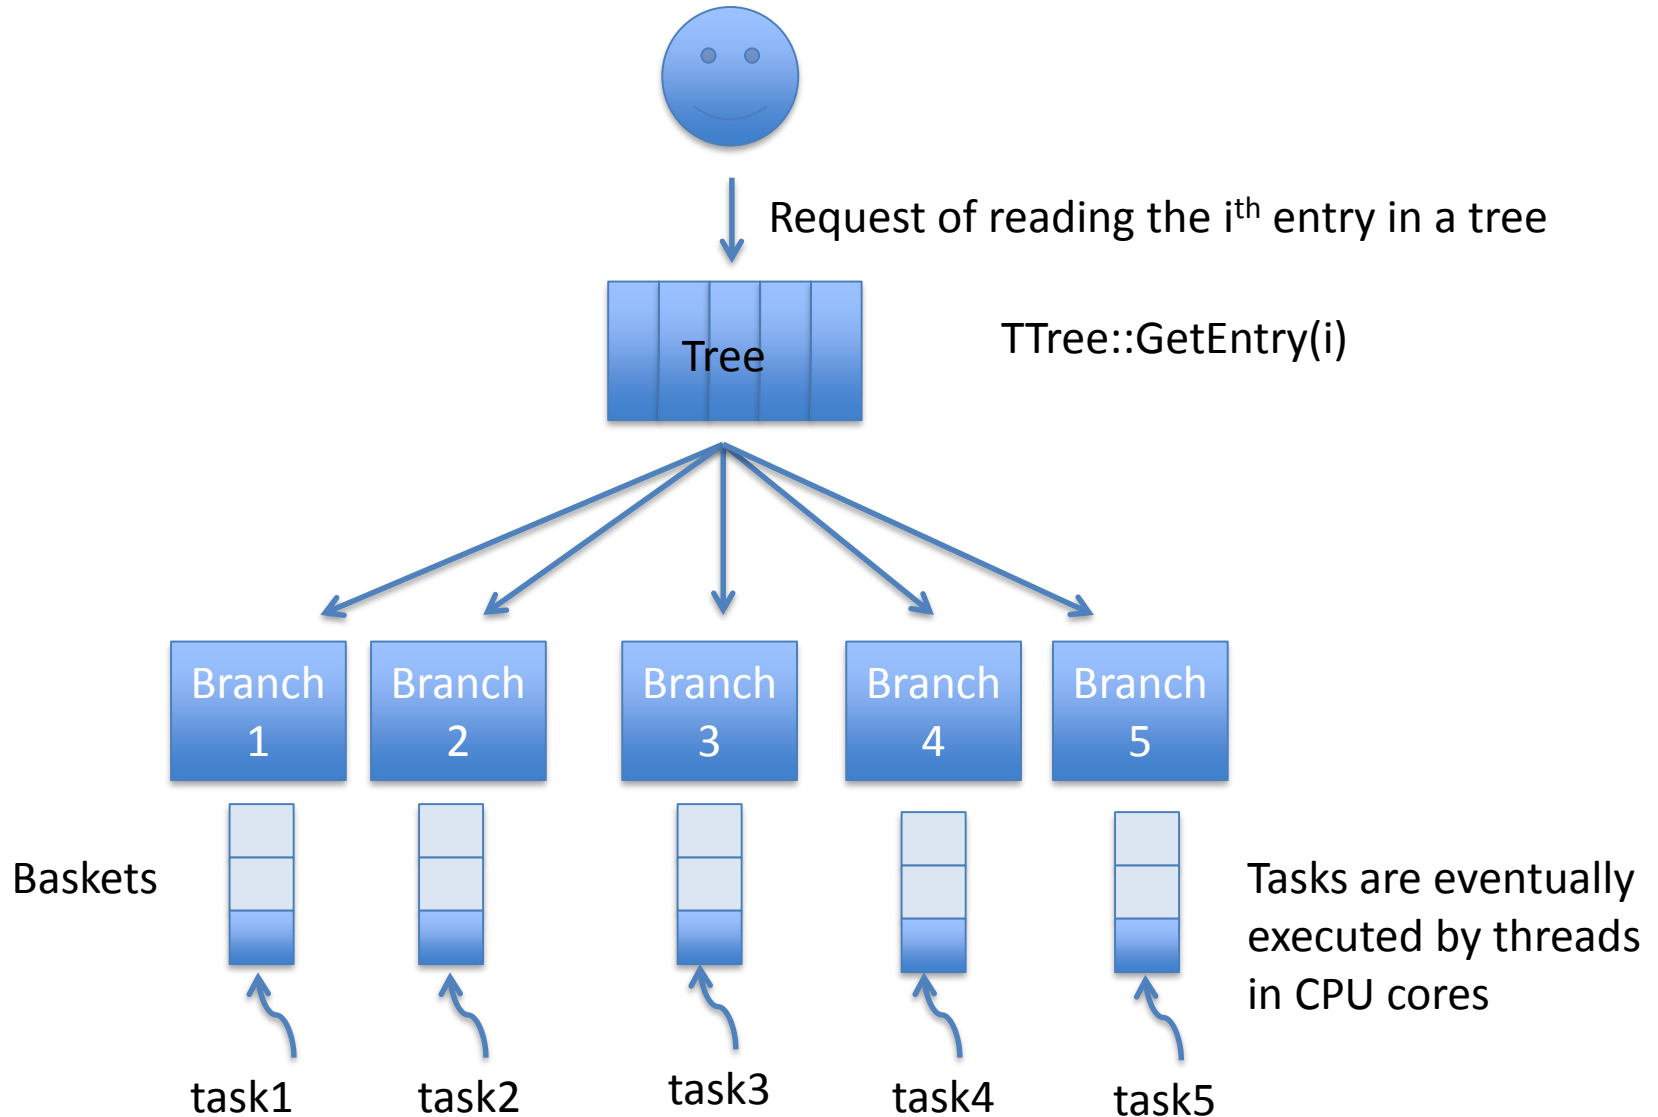 Request of reading the iᵗʰ entry in a tree
Tree
TTree::GetEntry(i)
Branch
1
Branch
2
Branch
3
Branch
4
Branch
5
Baskets
Tasks are eventually
executed by threads
in CPU cores
task1
task2
task3
task4
task5